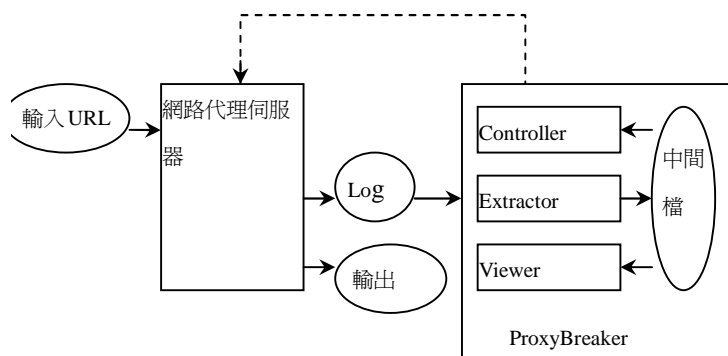 輸入URL
網路代理伺服
器
Log
輸出
Controller
Extractor
Viewer
中間
檔
ProxyBreaker